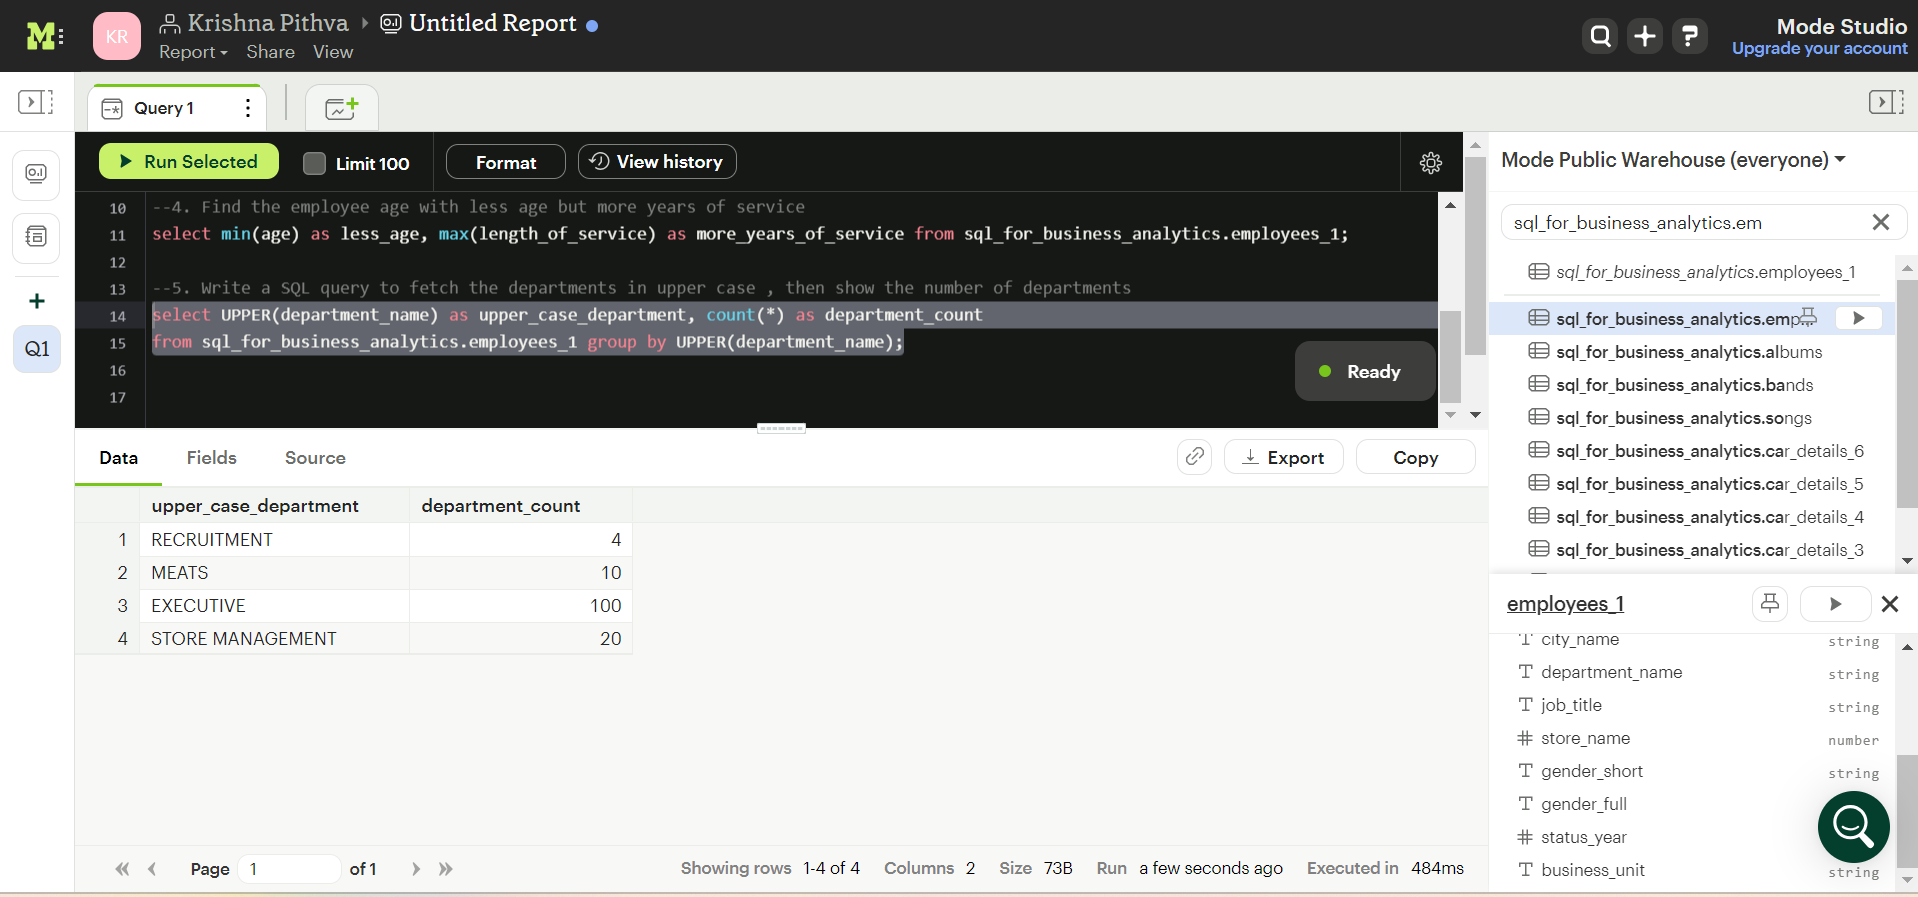 M
KR
Krishna Pithva
Untitled Report
Report
Share
View
Mode Studio
Upgrade your account
Query 1
Run Selected
Limit 100
Format
View history
10 --4. Find the employee age with less age but more years of service
11 select min(age) as less_age, max(length_of_service) as more_years_of_service from sql_for_business_analytics.employees_1;
12
13 --5. Write a SQL query to fetch the departments in upper case , then show the number of departments
14 select UPPER(department_name) as upper_case_department, count(*) as department_count
15 from sql_for_business_analytics.employees_1 group by UPPER(department_name);
16
17
Q1
Ready
Data
Fields
Source
Export
Copy
upper_case_department department_count
1 RECRUITMENT 4
2 MEATS 10
3 EXECUTIVE 100
4 STORE MANAGEMENT 20
Page 1 of 1
Showing rows 1-4 of 4
Columns 2
Size 73B
Run a few seconds ago
Executed in 484ms
Mode Public Warehouse (everyone)
sql_for_business_analytics.em
sql_for_business_analytics.employees_1
sql_for_business_analytics.emp...
sql_for_business_analytics.albums
sql_for_business_analytics.bands
sql_for_business_analytics.songs
sql_for_business_analytics.car_details_6
sql_for_business_analytics.car_details_5
sql_for_business_analytics.car_details_4
sql_for_business_analytics.car_details_3
employees_1
city_name string
department_name string
job_title string
store_name number
gender_short string
gender_full
status_year
business_unit string